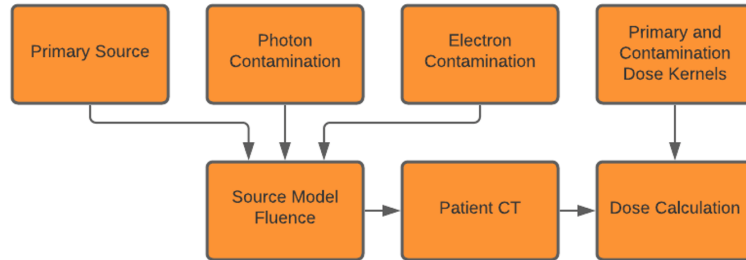 Primary Source
Photon
Contamination
Electron
Contamination
Primary and
Contamination
Dose Kernels
Source Model
Fluence
Patient CT
Dose Calculation